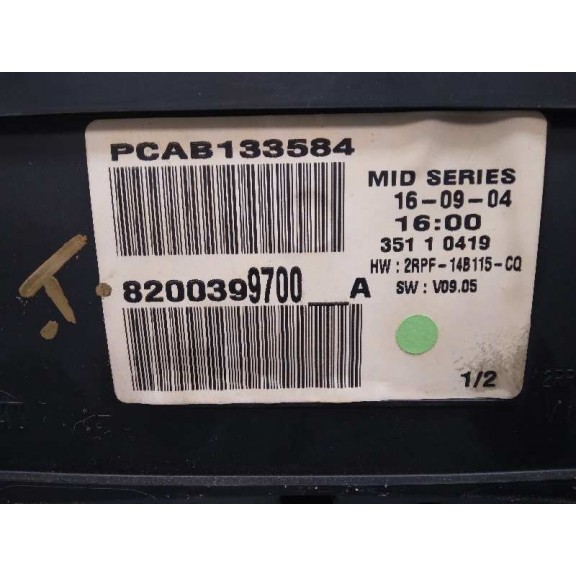 PCAB133584
MID SERIES
16-09-04
16:00
351 1 0419
HW : 2RPF-14B115-CQ
SW : V09.05
8200399700__A
1/2
T.